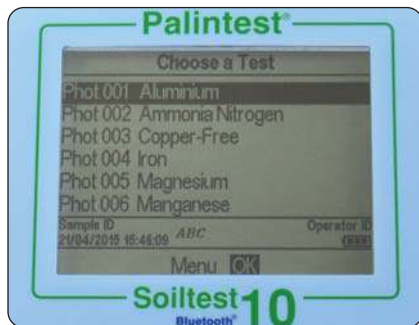 Palintest®
Choose a Test
Phot 001 Aluminium
Phot 002 Ammonia Nitrogen
Phot 003 Copper-Free
Phot 004 Iron
Phot 005 Magnesium
Phot 006 Manganese
Sample ID Operator ID
21/04/2015 15:46:09 ABC
Menu OK
Soiltest 10
Bluetooth®